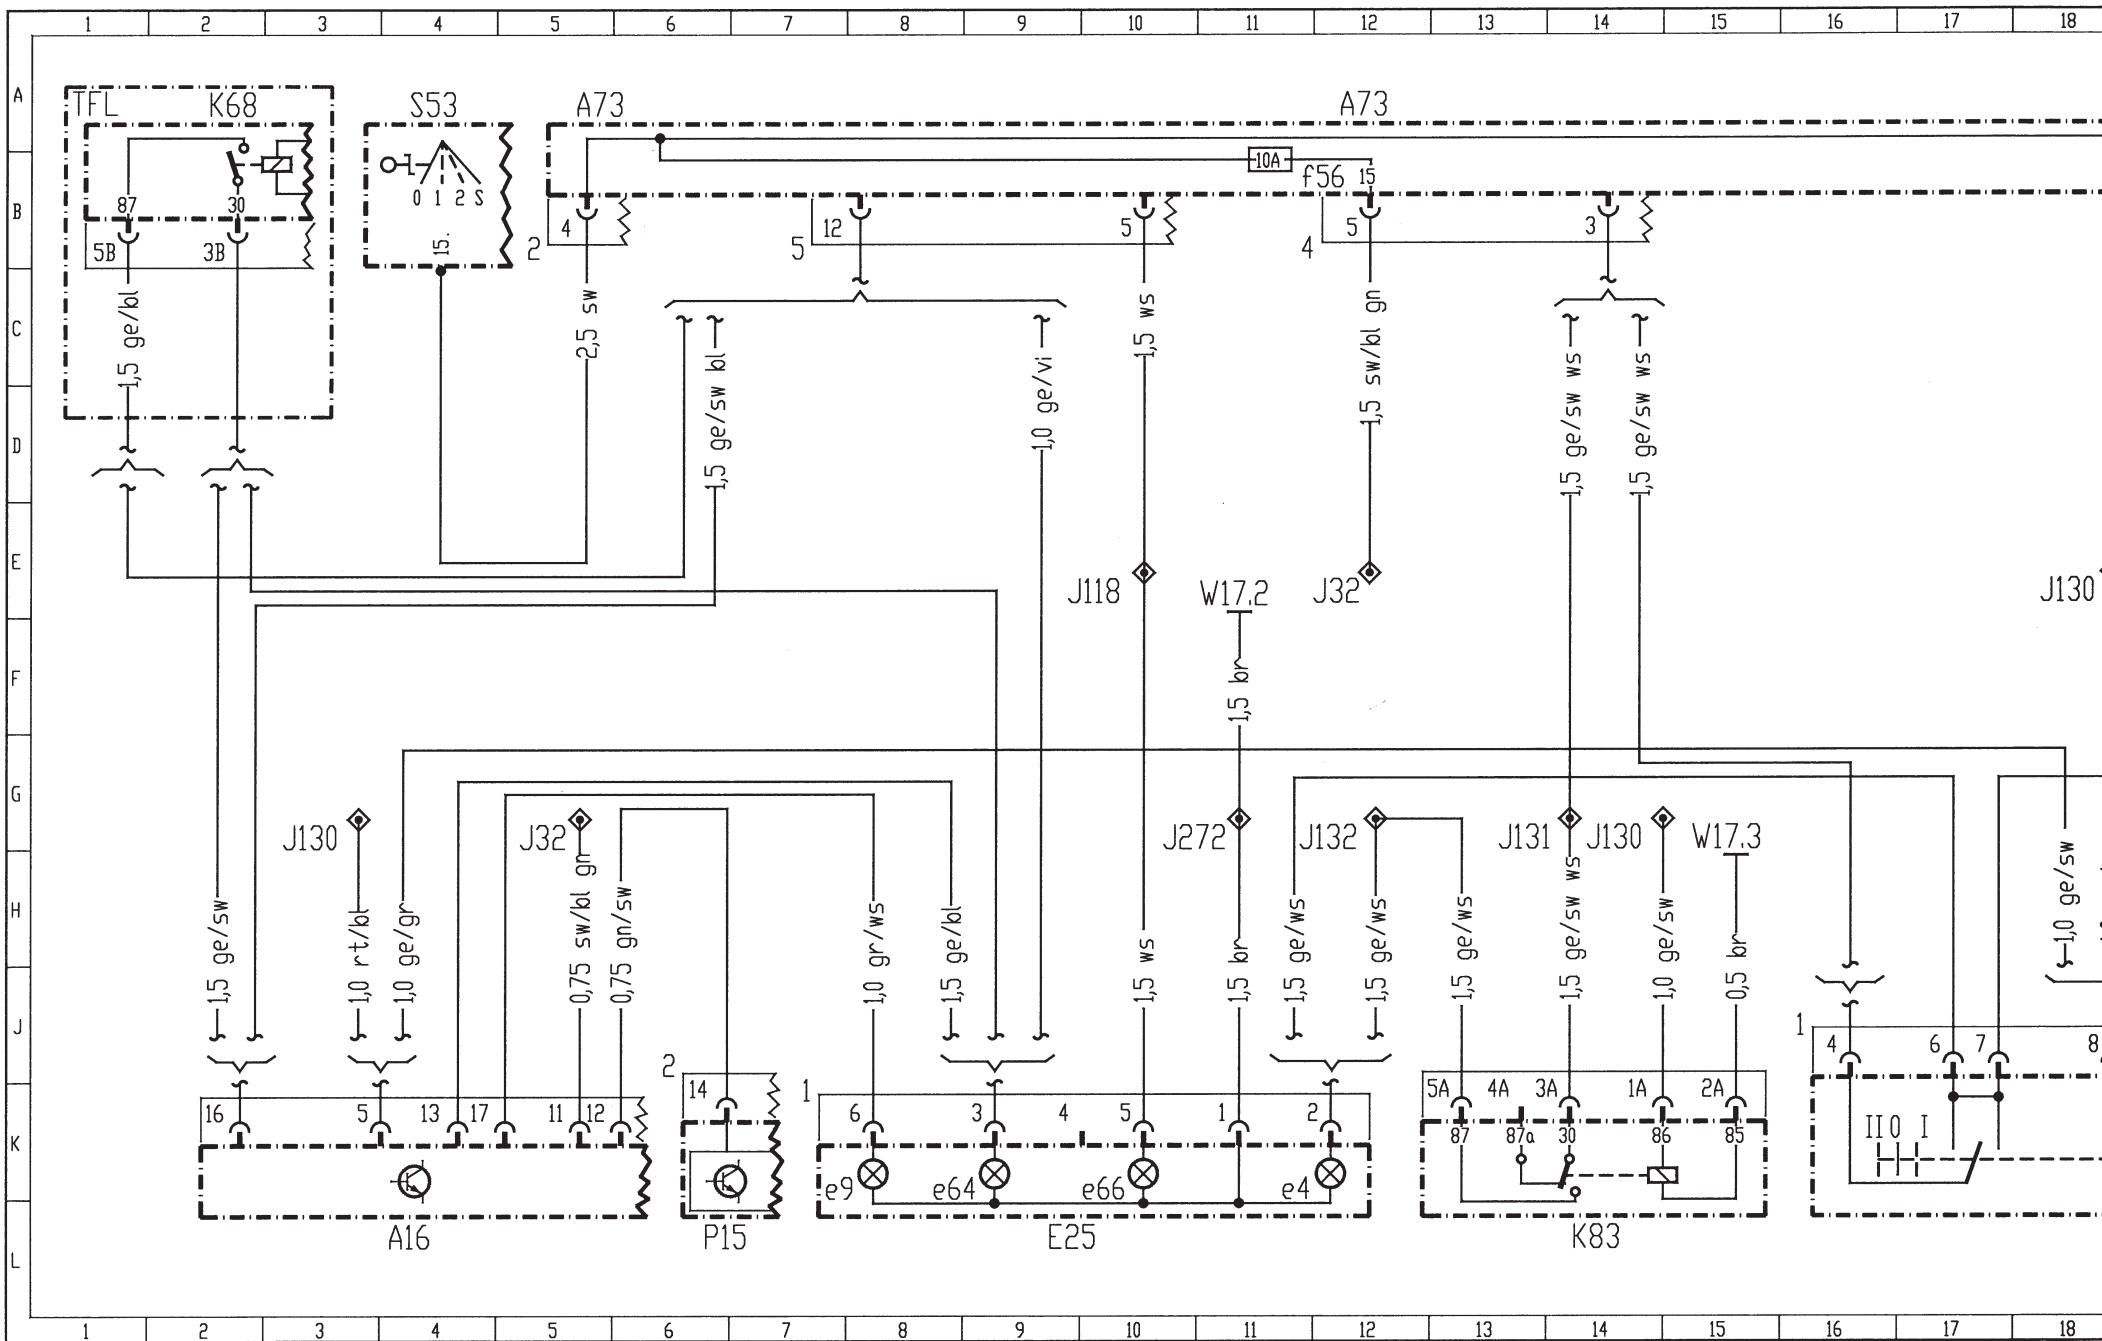 1 2 3 4 5 6 7 8 9 10 11 12 13 14 15 16 17 18
A
TFL K68 S53 A73 A73
10A
f56 15
0 1 2 S
B
87 30
5B 3B
15.
2 4
5 12 5
4 5 3
C
1,5 ge/bl
2,5 sw
1,5 ge/sw bl
1,0 ge/vi
1,5 ws
1,5 sw/bl gn
1,5 ge/sw ws
1,5 ge/sw ws
D
E
J118 W17.2 J32 J130
F
1,5 br
G
J130 J32 J272 J132 J131 J130 W17.3
H
1,5 ge/sw
1,0 rt/bl
1,0 ge/gr
0,75 sw/bl gn
0,75 gn/sw
1,0 gr/ws
1,5 ge/bl
1,5 ws
1,5 br
1,5 ge/ws
1,5 ge/ws
1,5 ge/ws
1,5 ge/sw ws
1,0 ge/sw
0,5 br
1,0 ge/sw
J
1 4 6 7 8
2 14
16 5 13 17 11 12
1 6 3 4 5 1 2
5A 4A 3A 1A 2A
87 87a 30 86 85
K
II 0 I
e9 e64 e66 e4
A16 P15 E25 K83
L
1 2 3 4 5 6 7 8 9 10 11 12 13 14 15 16 17 18